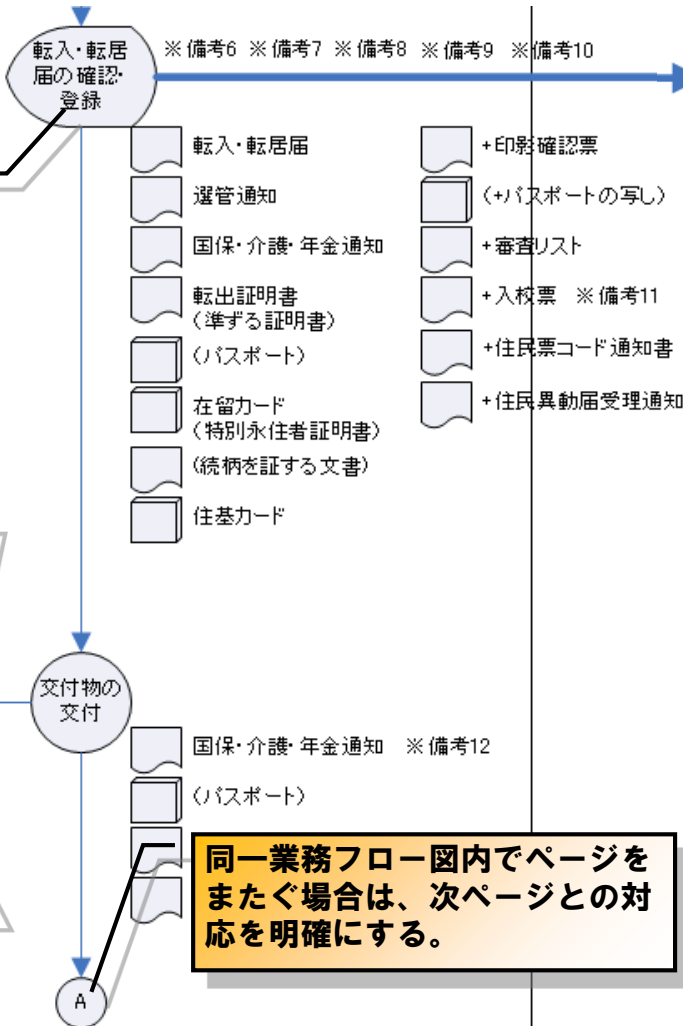 転入・転居
届の確認・
登録
※備考6 ※備考7 ※備考8 ※備考9 ※備考10
転入・転居届
選管通知
国保・介護・年金通知
転出証明書
（準ずる証明書）
（パスポート）
在留カード
（特別永住者証明書）
（続柄を証する文書）
住基カード
+印影確認票
（+パスポートの写し）
+審査リスト
+入校票 ※備考11
+住民票コード通知書
+住民異動届受理通知
交付物の
交付
国保・介護・年金通知 ※備考12
（パスポート）
同一業務フロー図内でページを
またぐ場合は、次ページとの対
応を明確にする。
A